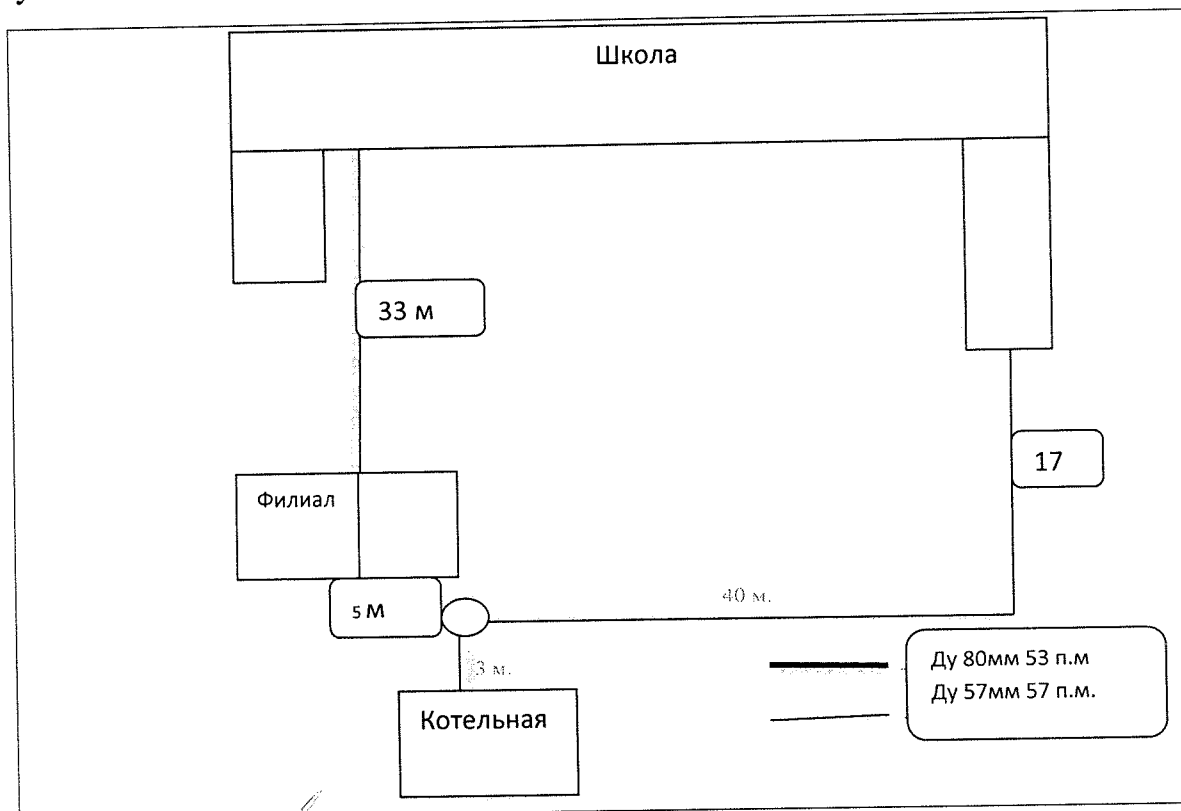 Школа
33 м
17
Филиал
5 м
40 м.
3 м.
Котельная
Ду 80мм 53 п.м
Ду 57мм 57 п.м.